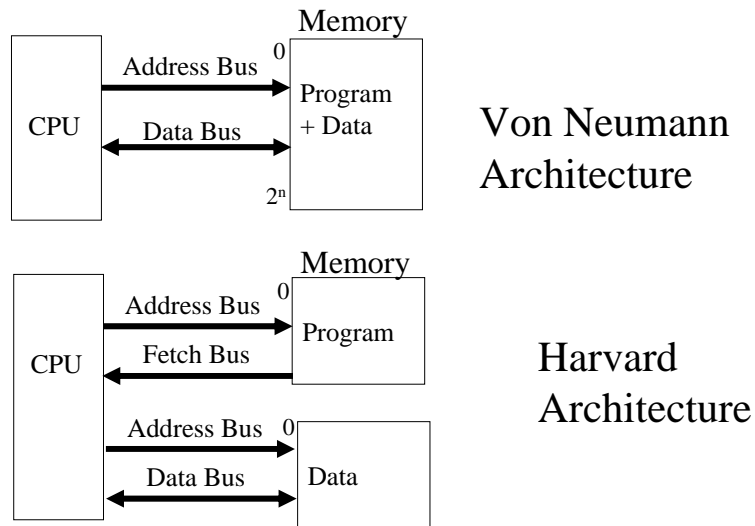 Memory
0
Address Bus
Program
+ Data
CPU
Data Bus
2ⁿ
Von Neumann
Architecture
Memory
0
Address Bus
Program
CPU
Fetch Bus
Address Bus
0
Data Bus
Data
Harvard
Architecture